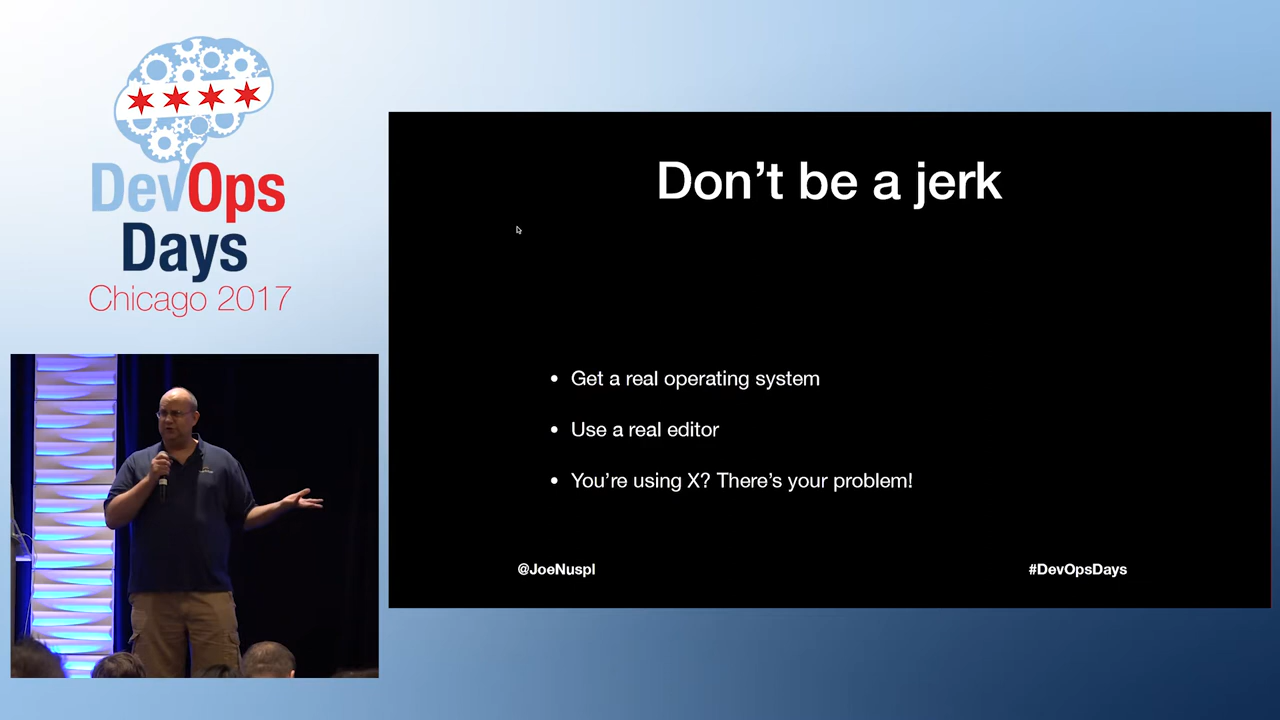 DevOps
Days
Chicago 2017
Don't be a jerk
• Get a real operating system
• Use a real editor
• You're using X? There's your problem!
@JoeNuspl
#DevOpsDays